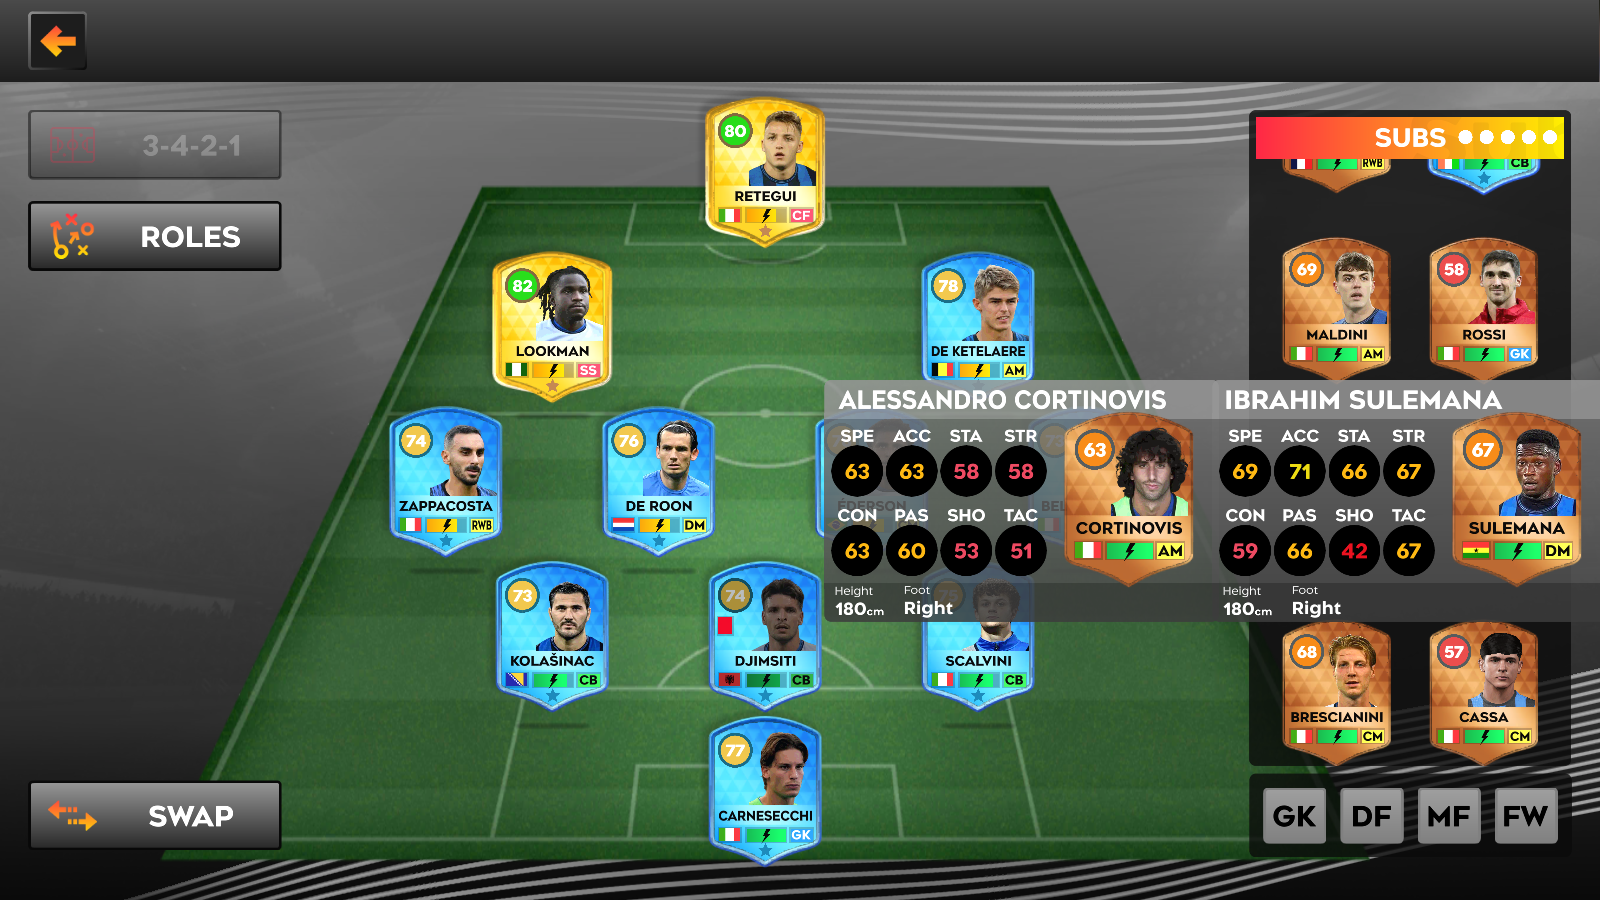 3-4-2-1
ROLES
SWAP
80
RETEGUI
CF
82
LOOKMAN
SS
78
DE KETELAERE
AM
74
ZAPPACOSTA
RWB
76
DE ROON
DM
ÉDERSON
73
BEL
73
KOLAŠINAC
CB
74
DJIMSITI
CB
75
SCALVINI
CB
77
CARNESECCHI
GK
ALESSANDRO CORTINOVIS
SPE ACC STA STR
63 63 58 58
CON PAS SHO TAC
63 60 53 51
Height Foot
180cm Right
63
CORTINOVIS
AM
IBRAHIM SULEMANA
SPE ACC STA STR
69 71 66 67
CON PAS SHO TAC
59 66 42 67
Height Foot
180cm Right
67
SULEMANA
DM
SUBS
RWB CB
69
MALDINI
AM
58
ROSSI
GK
68
BRESCIANINI
CM
57
CASSA
CM
GK DF MF FW